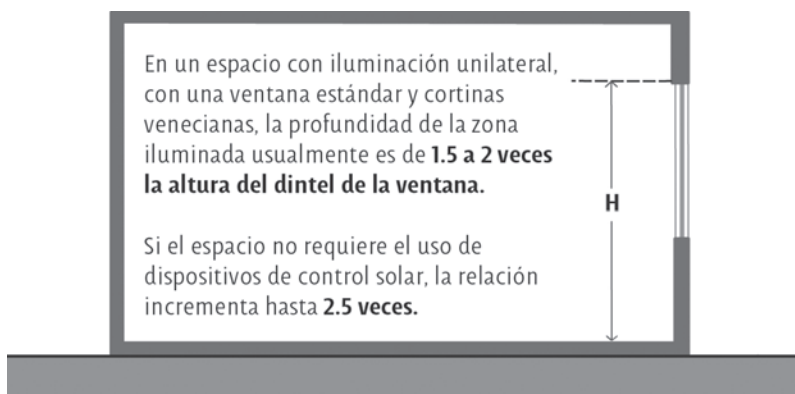 En un espacio con iluminación unilateral,
con una ventana estándar y cortinas
venecianas, la profundidad de la zona
iluminada usualmente es de 1.5 a 2 veces
la altura del dintel de la ventana.
H
Si el espacio no requiere el uso de
dispositivos de control solar, la relación
incrementa hasta 2.5 veces.